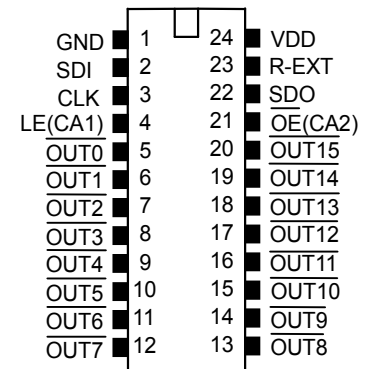 GND 1 24 VDD
SDI 2 23 R-EXT
CLK 3 22 SDO
LE(CA1) 4 21 OE(CA2)
OUT0 5 20 OUT15
OUT1 6 19 OUT14
OUT2 7 18 OUT13
OUT3 8 17 OUT12
OUT4 9 16 OUT11
OUT5 10 15 OUT10
OUT6 11 14 OUT9
OUT7 12 13 OUT8